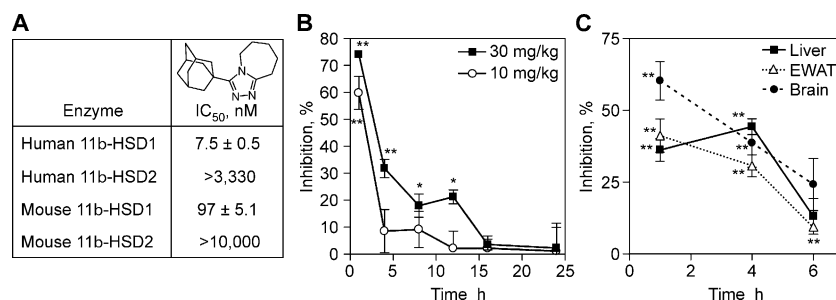 A
N
N N
Enzyme IC50, nM
Human 11b-HSD1 7.5 ± 0.5
Human 11b-HSD2 >3,330
Mouse 11b-HSD1 97 ± 5.1
Mouse 11b-HSD2 >10,000
B
Inhibition, %
80
70
60
50
40
30
20
10
0
** ** ** * *
30 mg/kg
10 mg/kg
0 5 10 15 20 25
Time h
C
Inhibition, %
75
50
25
0
** ** ** ** ** ** **
Liver
EWAT
Brain
0 2 4 6
Time h